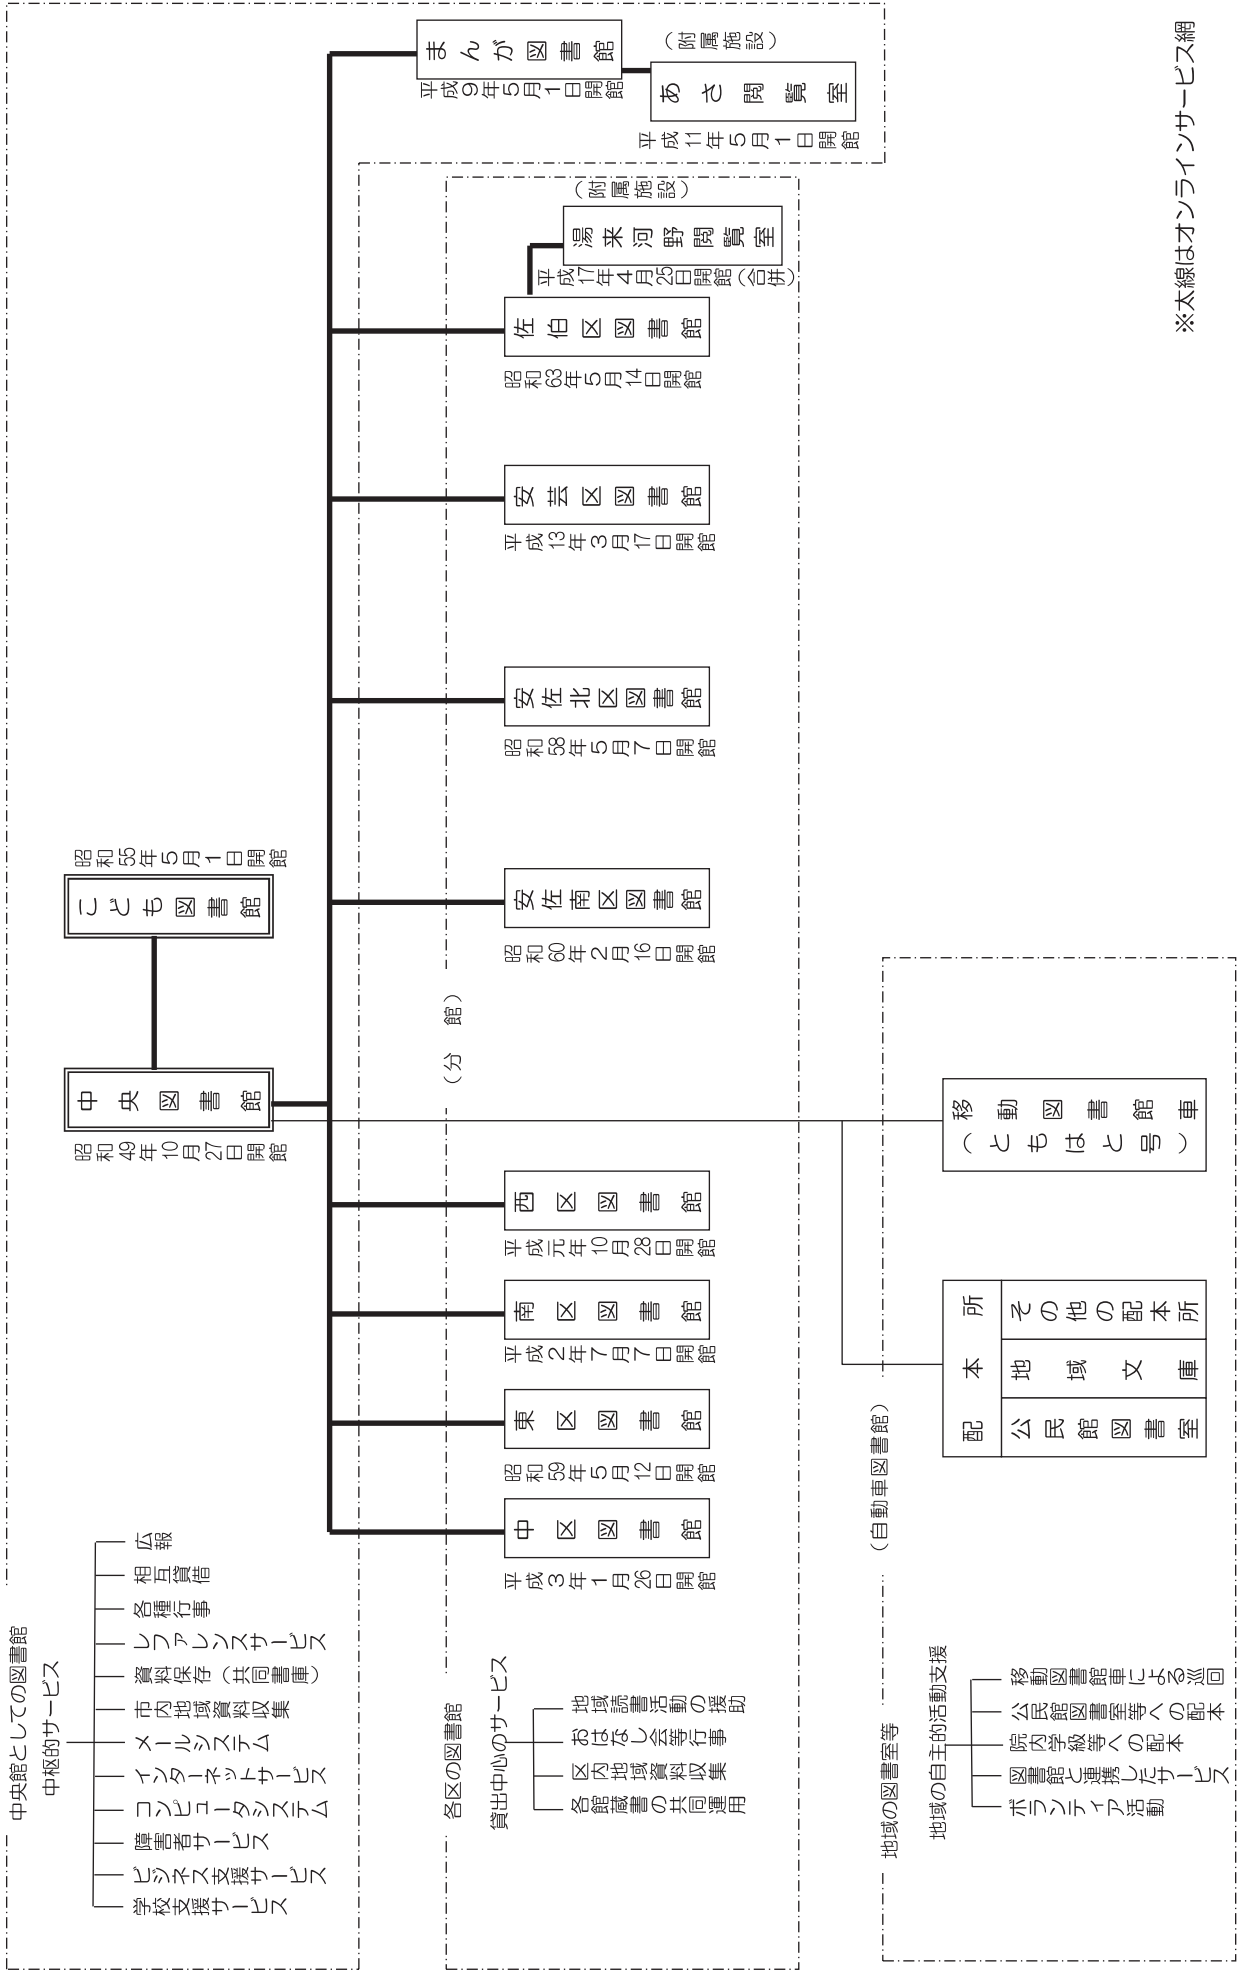 中央館としての図書館
中枢的サービス
学校支援サービス
ビジネス支援サービス
障害者サービス
コンピュータシステム
インターネットサービス
メールシステム
市内地域資料収集
資料保存（共同書庫）
レファレンスサービス
各種行事
相互貸借
広報
昭和49年10月27日開館
中央図書館
こども図書館
昭和55年5月1日開館
まんが図書館
平成9年5月1日開館
（附属施設）
あさ閲覧室
平成11年5月1日開館
各区の図書館
貸出中心のサービス
各館蔵書の共同運用
区内地域資料収集
おはなし会等行事
地域読書活動の援助
（分館）
平成3年1月26日開館
中区図書館
昭和59年5月12日開館
東区図書館
平成2年7月7日開館
南区図書館
平成元年10月28日開館
西区図書館
昭和60年2月16日開館
安佐南区図書館
昭和58年5月7日開館
安佐北区図書館
平成13年3月17日開館
安芸区図書館
昭和63年5月14日開館
佐伯区図書館
（附属施設）
湯来河野閲覧室
平成17年4月25日開館（合併）
地域の図書室等
地域の自主的活動支援
ボランティア活動
図書館と連携したサービス
院内学級等への配本
公民館図書室等への配本
移動図書館車による巡回
（自動車図書館）
配本所
公民館図書室
地域文庫
その他の配本所
移動図書館車
（ともはと号）
※太線はオンラインサービス網